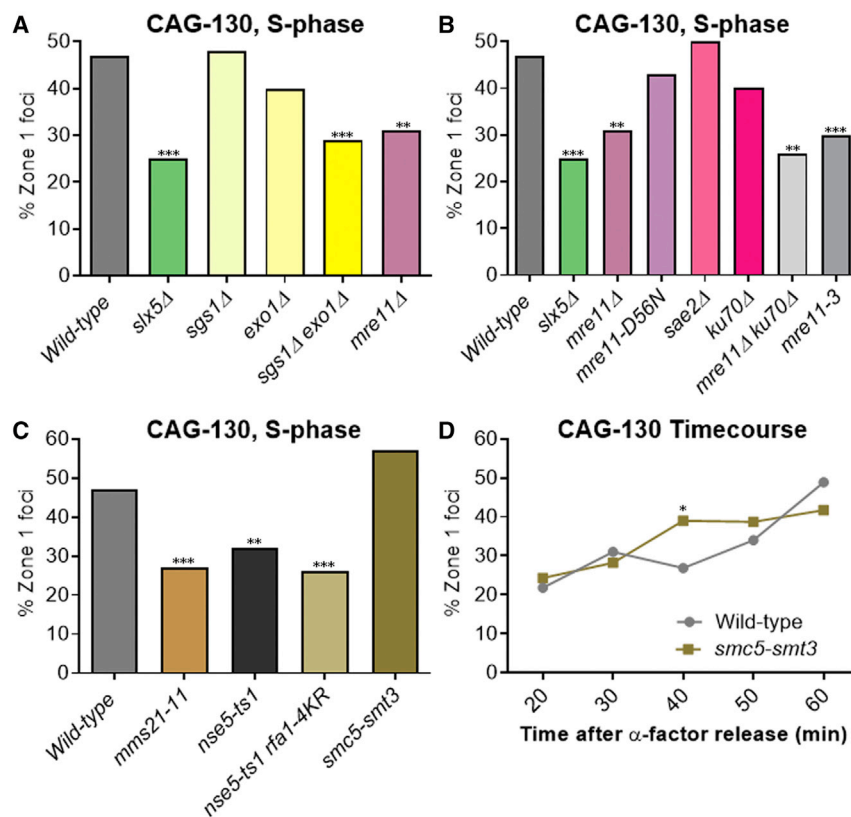 A
CAG-130, S-phase
% Zone 1 foci
50
40
30
20
10
0
***
***
**
Wild-type
slx5Δ
sgs1Δ
exo1Δ
sgs1Δ exo1Δ
mre11Δ
B
CAG-130, S-phase
% Zone 1 foci
50
40
30
20
10
0
***
**
**
***
Wild-type
slx5Δ
mre11Δ
mre11-D56N
sae2Δ
ku70Δ
mre11Δ ku70Δ
mre11-3
C
CAG-130, S-phase
% Zone 1 foci
60
50
40
30
20
10
0
***
**
***
Wild-type
mms21-11
nse5-ts1
nse5-ts1 rfa1-4KR
smc5-smt3
D
CAG-130 Timecourse
% Zone 1 foci
60
50
40
30
20
10
0
*
Wild-type
smc5-smt3
20
30
40
50
60
Time after α-factor release (min)